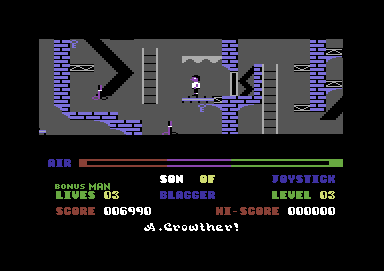 AIR
SON OF JOYSTICK
BONUS MAN
LIVES 03 BLAGGER LEVEL 03
SCORE 006990 HI-SCORE 000000
A.Crowther!